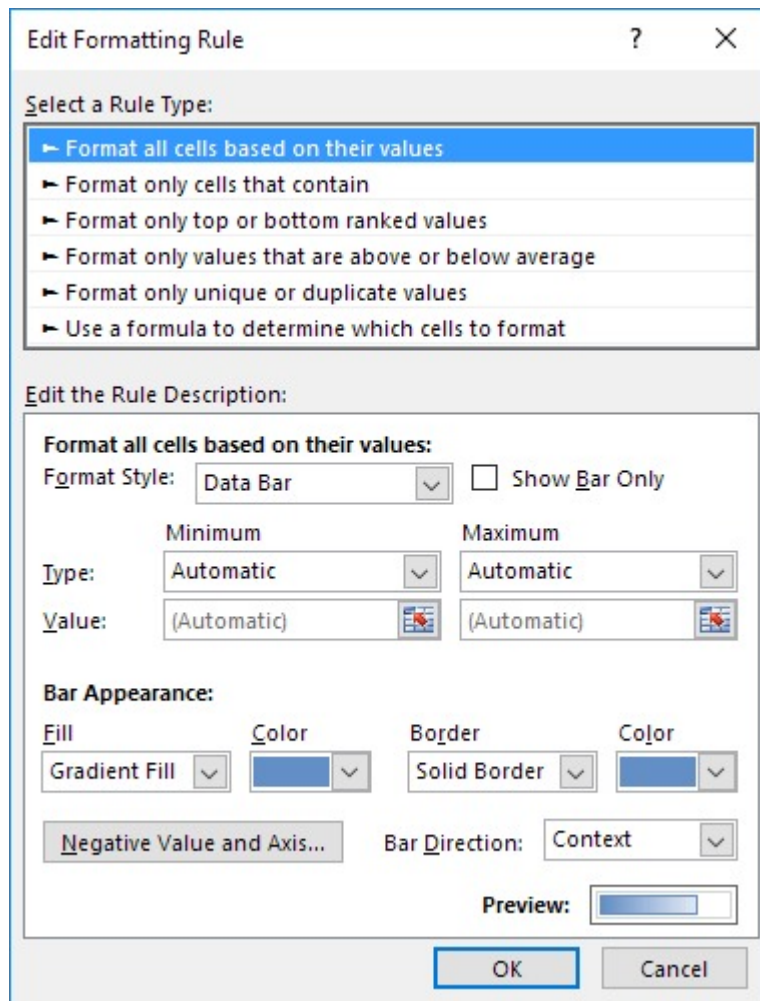 Edit Formatting Rule ? ×
Select a Rule Type:
► Format all cells based on their values
► Format only cells that contain
► Format only top or bottom ranked values
► Format only values that are above or below average
► Format only unique or duplicate values
► Use a formula to determine which cells to format
Edit the Rule Description:
Format all cells based on their values:
Format Style: Data Bar Show Bar Only
Minimum Maximum
Type: Automatic Automatic
Value: (Automatic) (Automatic)
Bar Appearance:
Fill Color Border Color
Gradient Fill Solid Border
Negative Value and Axis... Bar Direction: Context
Preview:
OK Cancel